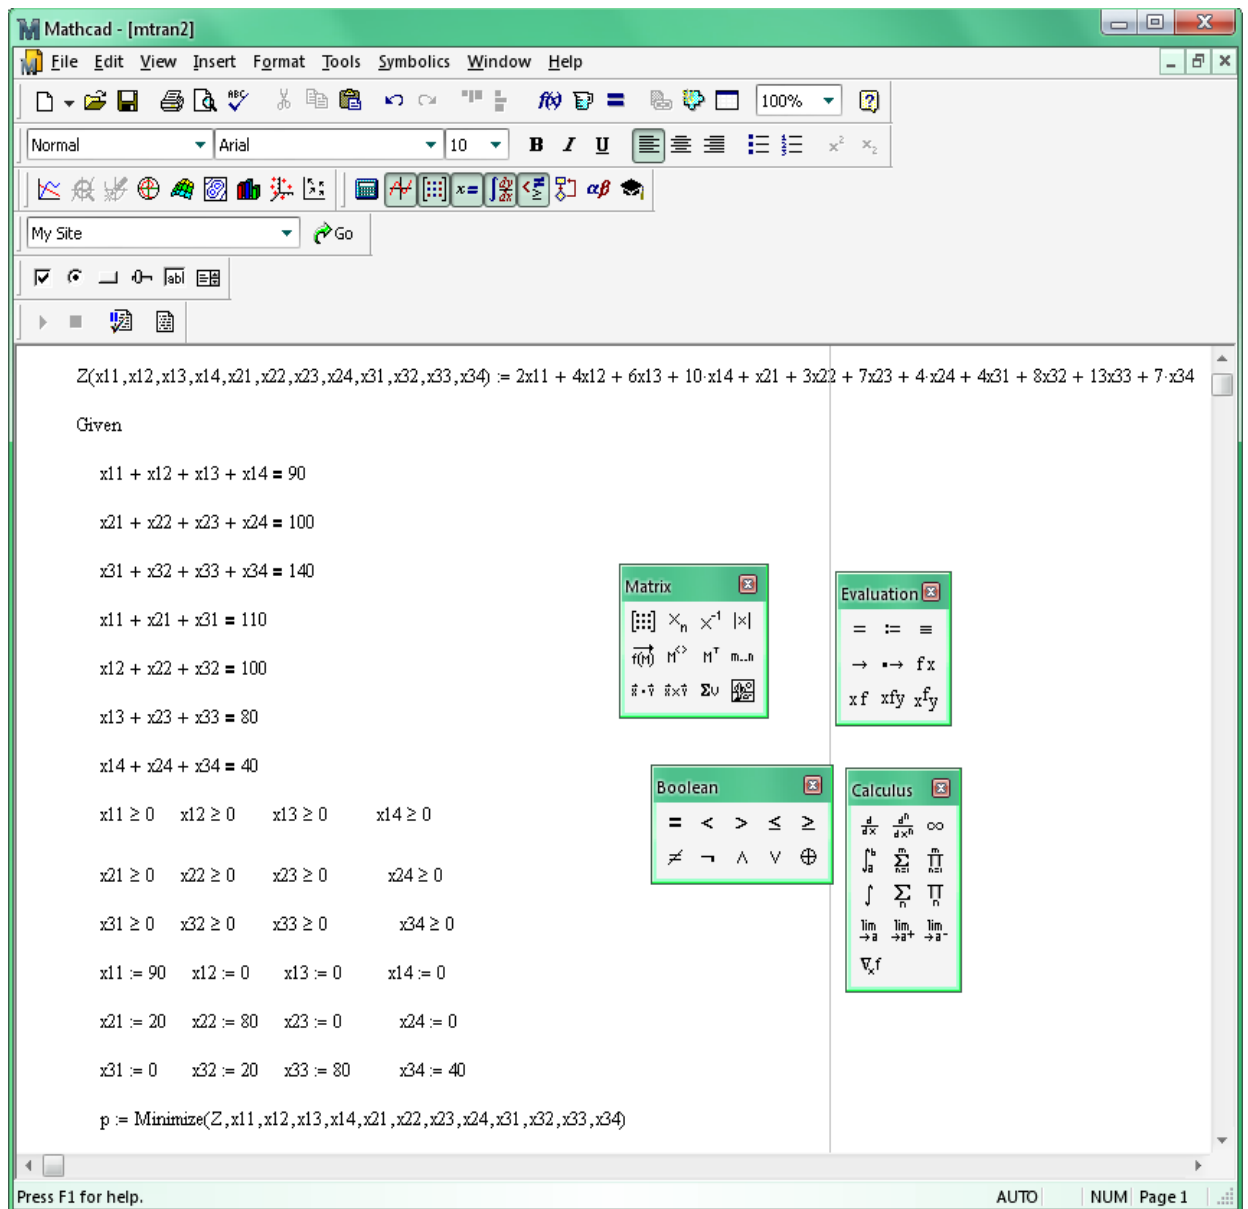 Mathcad - [mtran2]
File Edit View Insert Format Tools Symbolics Window Help
100%
Normal Arial 10 B I U
My Site Go
Z(x11,x12,x13,x14,x21,x22,x23,x24,x31,x32,x33,x34) := 2x11 + 4x12 + 6x13 + 10·x14 + x21 + 3x22 + 7x23 + 4·x24 + 4x31 + 8x32 + 13x33 + 7·x34
Given
x11 + x12 + x13 + x14 = 90
x21 + x22 + x23 + x24 = 100
x31 + x32 + x33 + x34 = 140
x11 + x21 + x31 = 110
x12 + x22 + x32 = 100
x13 + x23 + x33 = 80
x14 + x24 + x34 = 40
x11 ≥ 0 x12 ≥ 0 x13 ≥ 0 x14 ≥ 0
x21 ≥ 0 x22 ≥ 0 x23 ≥ 0 x24 ≥ 0
x31 ≥ 0 x32 ≥ 0 x33 ≥ 0 x34 ≥ 0
x11 := 90 x12 := 0 x13 := 0 x14 := 0
x21 := 20 x22 := 80 x23 := 0 x24 := 0
x31 := 0 x32 := 20 x33 := 80 x34 := 40
p := Minimize(Z,x11,x12,x13,x14,x21,x22,x23,x24,x31,x32,x33,x34)
Matrix
Evaluation
= := ≡
→ ▪→ f x
x f xfy xfy
Boolean
= < > ≤ ≥
≠ ¬ ∧ ∨ ⊕
Calculus
Press F1 for help. AUTO NUM Page 1